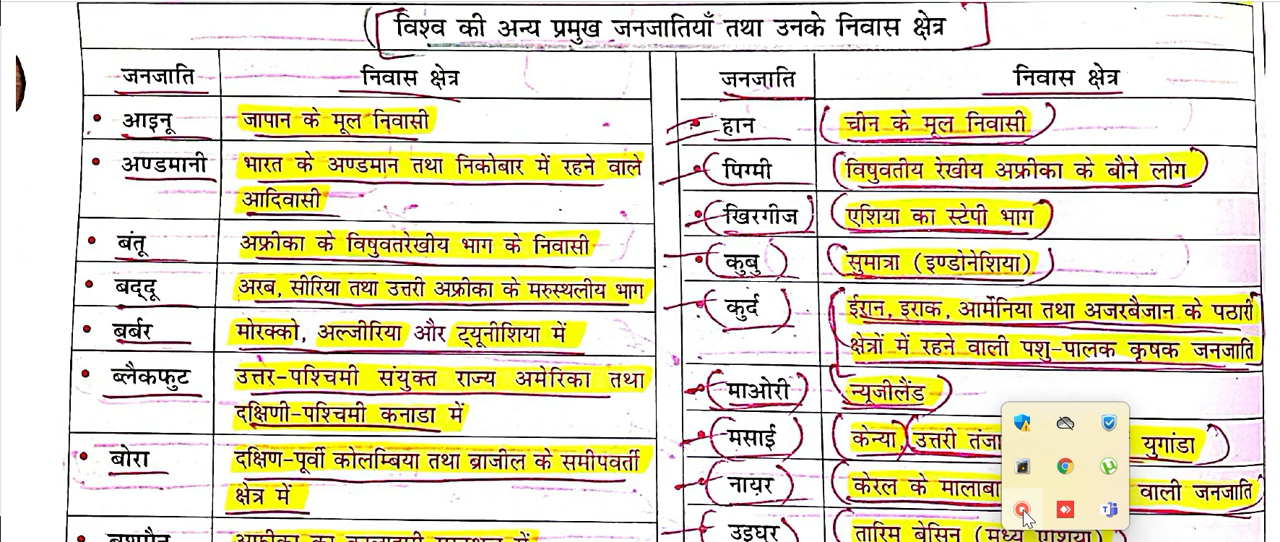 विश्व की अन्य प्रमुख जनजातियाँ तथा उनके निवास क्षेत्र
जनजाति निवास क्षेत्र
• आइनू जापान के मूल निवासी
• अण्डमानी भारत के अण्डमान तथा निकोबार में रहने वाले
आदिवासी
• बंतू अफ्रीका के विषुवतरेखीय भाग के निवासी
• बद्दू अरब, सीरिया तथा उत्तरी अफ्रीका के मरुस्थलीय भाग
• बर्बर मोरक्को, अल्जीरिया और ट्यूनीशिया में
• ब्लैकफुट उत्तर-पश्चिमी संयुक्त राज्य अमेरिका तथा
दक्षिणी-पश्चिमी कनाडा में
• बोरा दक्षिण-पूर्वी कोलम्बिया तथा ब्राजील के समीपवर्ती
क्षेत्र में
जनजाति निवास क्षेत्र
• हान चीन के मूल निवासी
• पिग्मी विषुवतीय रेखीय अफ्रीका के बौने लोग
• खिरगीज एशिया का स्टेपी भाग
• कुबु सुमात्रा (इण्डोनेशिया)
• कुर्द ईरान, इराक, आर्मेनिया तथा अजरबैजान के पठारी
क्षेत्रों में रहने वाली पशु-पालक कृषक जनजाति
• माओरी न्यूजीलैंड
• मसाई केन्या, उत्तरी युगांडा
• नायर केरल के वाली जनजाति
• उइघर तारिम बेसिन (मध्य एशिया)